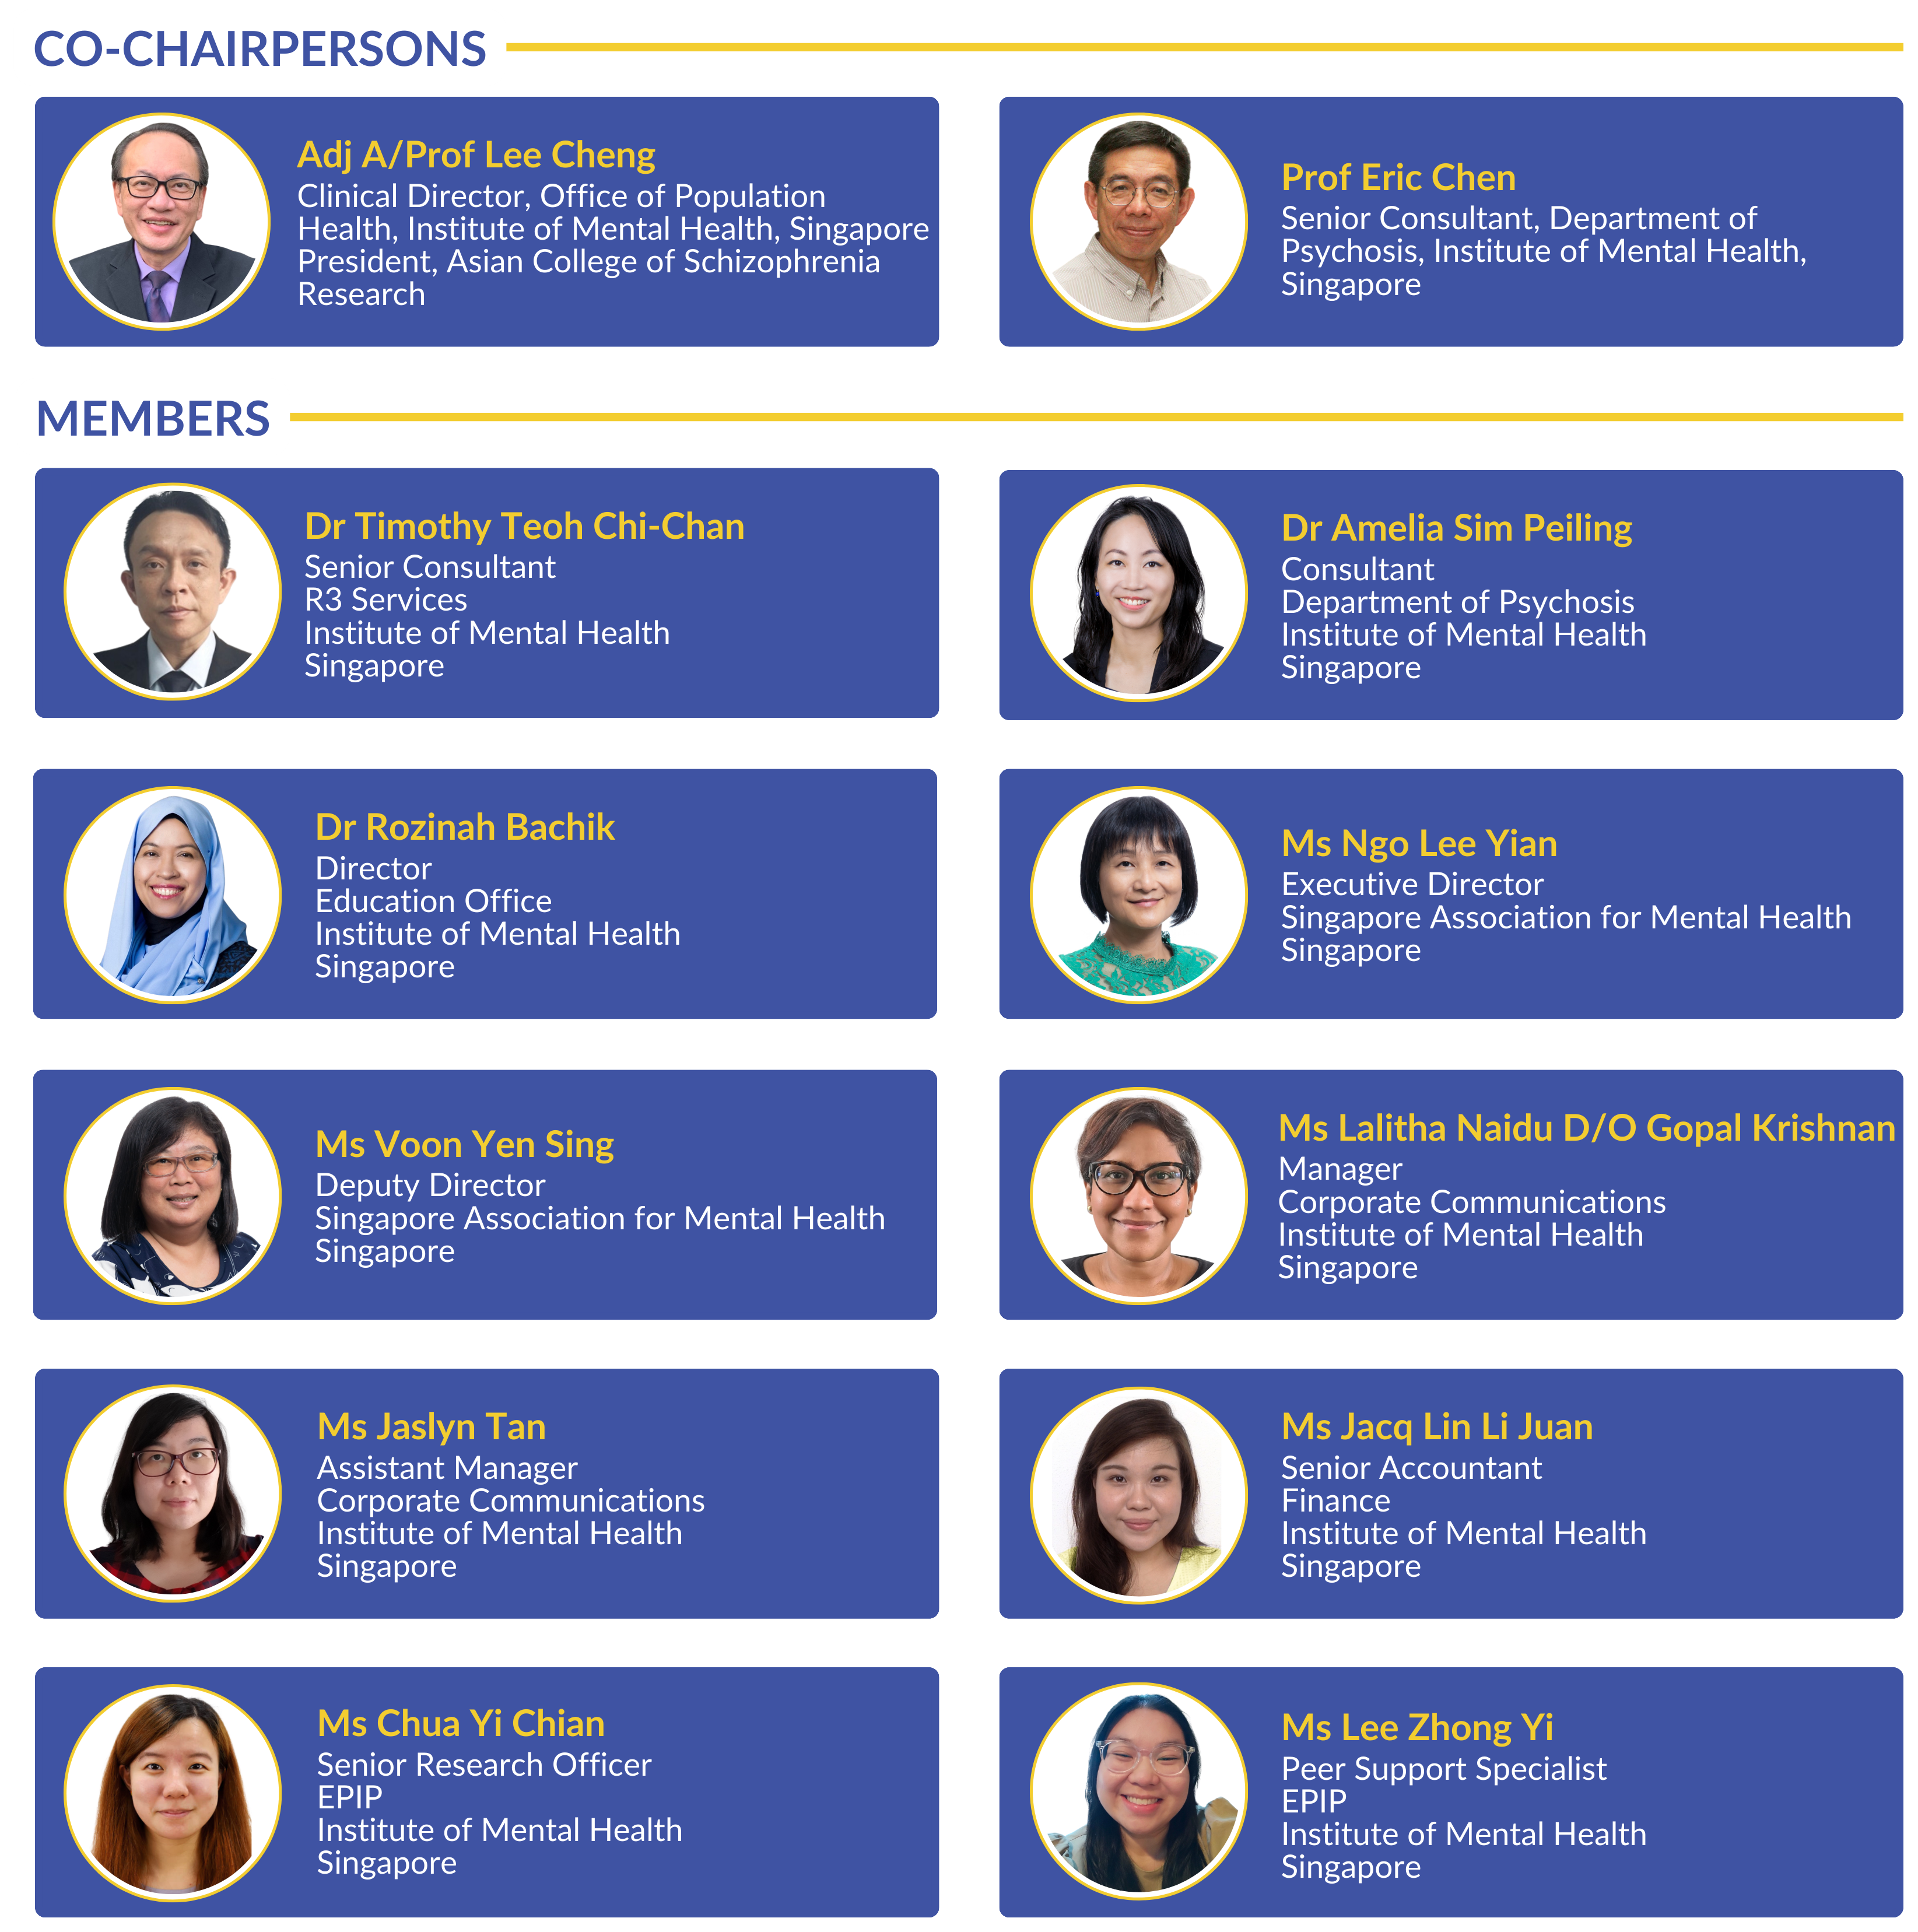 CO-CHAIRPERSONS
Adj A/Prof Lee Cheng
Clinical Director, Office of Population
Health, Institute of Mental Health, Singapore
President, Asian College of Schizophrenia
Research
Prof Eric Chen
Senior Consultant, Department of
Psychosis, Institute of Mental Health,
Singapore
MEMBERS
Dr Timothy Teoh Chi-Chan
Senior Consultant
R3 Services
Institute of Mental Health
Singapore
Dr Amelia Sim Peiling
Consultant
Department of Psychosis
Institute of Mental Health
Singapore
Dr Rozinah Bachik
Director
Education Office
Institute of Mental Health
Singapore
Ms Ngo Lee Yian
Executive Director
Singapore Association for Mental Health
Singapore
Ms Voon Yen Sing
Deputy Director
Singapore Association for Mental Health
Singapore
Ms Lalitha Naidu D/O Gopal Krishnan
Manager
Corporate Communications
Institute of Mental Health
Singapore
Ms Jaslyn Tan
Assistant Manager
Corporate Communications
Institute of Mental Health
Singapore
Ms Jacq Lin Li Juan
Senior Accountant
Finance
Institute of Mental Health
Singapore
Ms Chua Yi Chian
Senior Research Officer
EPIP
Institute of Mental Health
Singapore
Ms Lee Zhong Yi
Peer Support Specialist
EPIP
Institute of Mental Health
Singapore